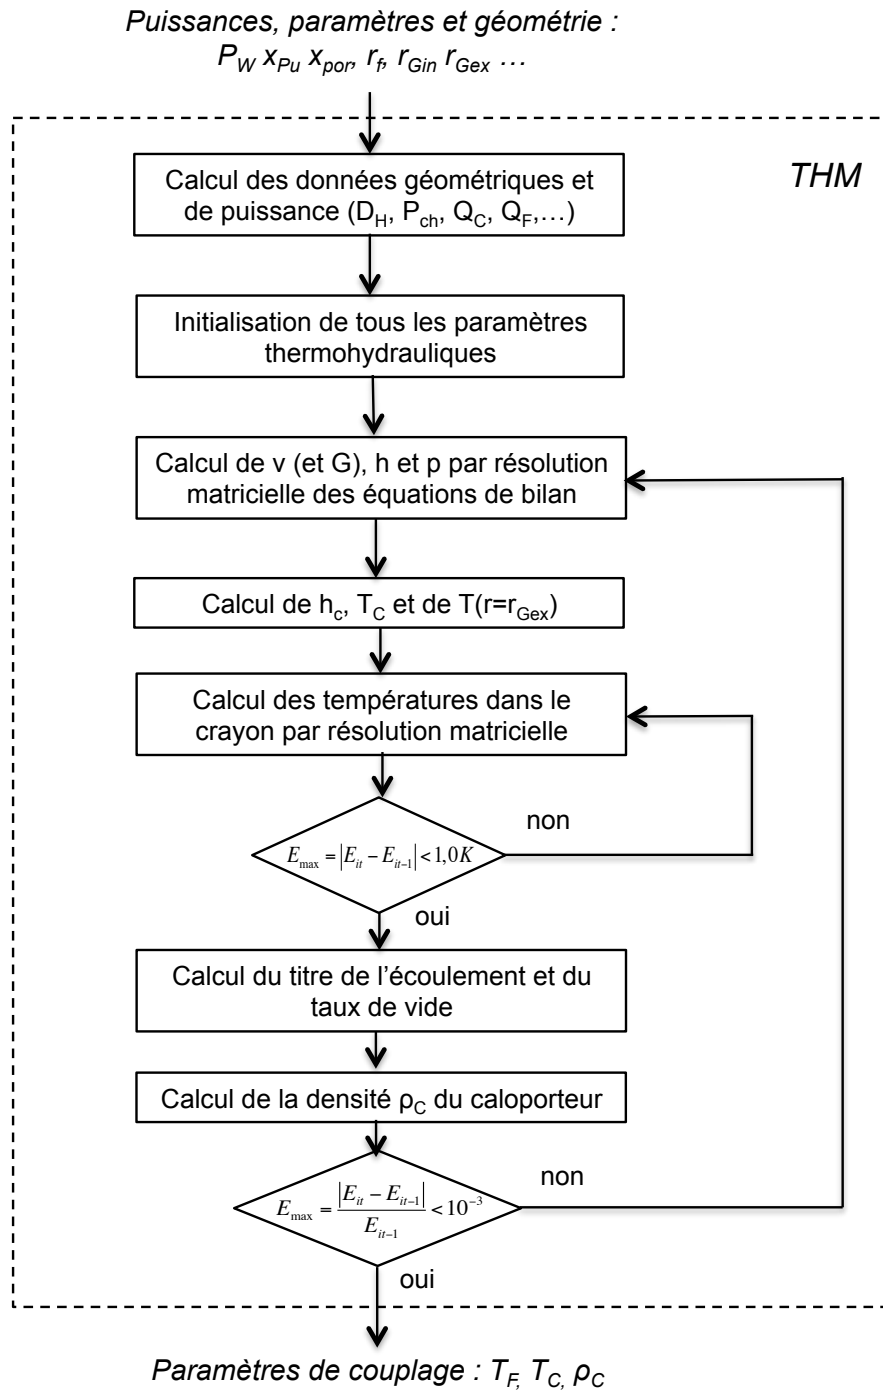 Puissances, paramètres et géométrie :
P_W x_Pu x_por, r_f, r_Gin r_Gex …
THM
Calcul des données géométriques et
de puissance (D_H, P_ch, Q_C, Q_F,…)
Initialisation de tous les paramètres
thermohydrauliques
Calcul de v (et G), h et p par résolution
matricielle des équations de bilan
Calcul de h_c, T_C et de T(r=r_Gex)
Calcul des températures dans le
crayon par résolution matricielle
non
E_max = |E_it − E_it−1| < 1,0K
oui
Calcul du titre de l’écoulement et du
taux de vide
Calcul de la densité ρ_C du caloporteur
non
E_max = |E_it − E_it−1| / E_it−1 < 10^−3
oui
Paramètres de couplage : T_F, T_C, ρ_C